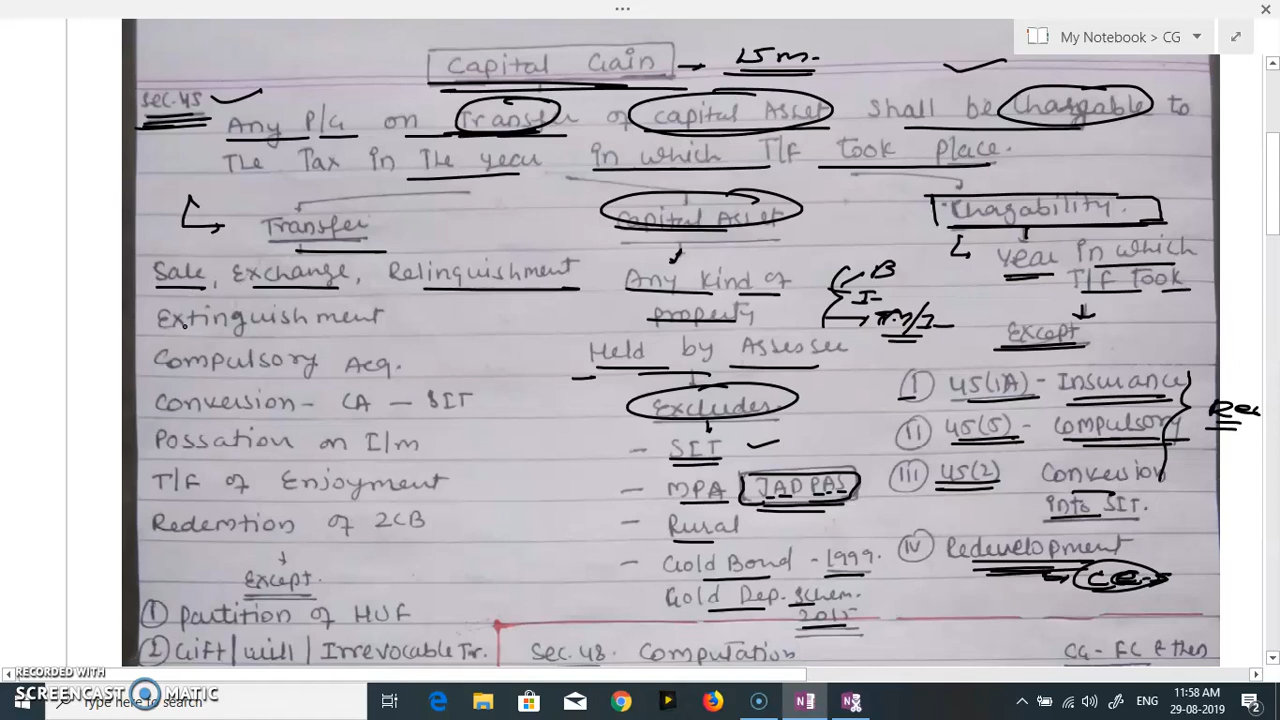 My Notebook > CG
Capital Gain → 15m.
Sec.45
Any P/G on Transfer of capital Asset shall be Chargable to
The Tax in The year in which T/F took place.
Transfer
Sale, Exchange, Relinquishment
Extinguishment
Compulsory Acq.
Conversion - CA - SIT
Possation on I/m
T/F of Enjoyment
Redemtion of ZCB
Except.
① Partition of HUF
② Gift/will/Irrevocable Tr.
Capital Asset
Any Kind of
property
Held by Assessee
Excludes
- SIT
- MPA JAD PAS
- Rural
- Gold Bond - 1999.
Gold Dep. Schem.
2015
B
I
Chagability.
year in which
T/F took
Except
Ⅰ 45(1A) - Insurance
Ⅱ 45(5) - Compulsory
Ⅲ 45(2) Conversion
into SIT.
Ⅳ Redevelopment
Rec
Sec.48. Computation
CG - FC & then
RECORDED WITH
SCREENCAST MATIC
Type here to search
ENG
11:58 AM
29-08-2019
2